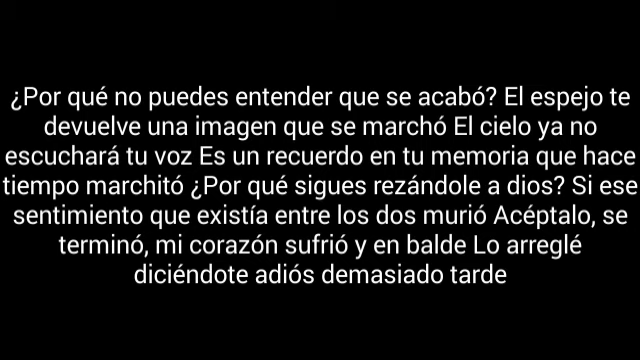 ¿Por qué no puedes entender que se acabó? El espejo te
devuelve una imagen que se marchó El cielo ya no
escuchará tu voz Es un recuerdo en tu memoria que hace
tiempo marchitó ¿Por qué sigues rezándole a dios? Si ese
sentimiento que existía entre los dos murió Acéptalo, se
terminó, mi corazón sufrió y en balde Lo arreglé
diciéndote adiós demasiado tarde